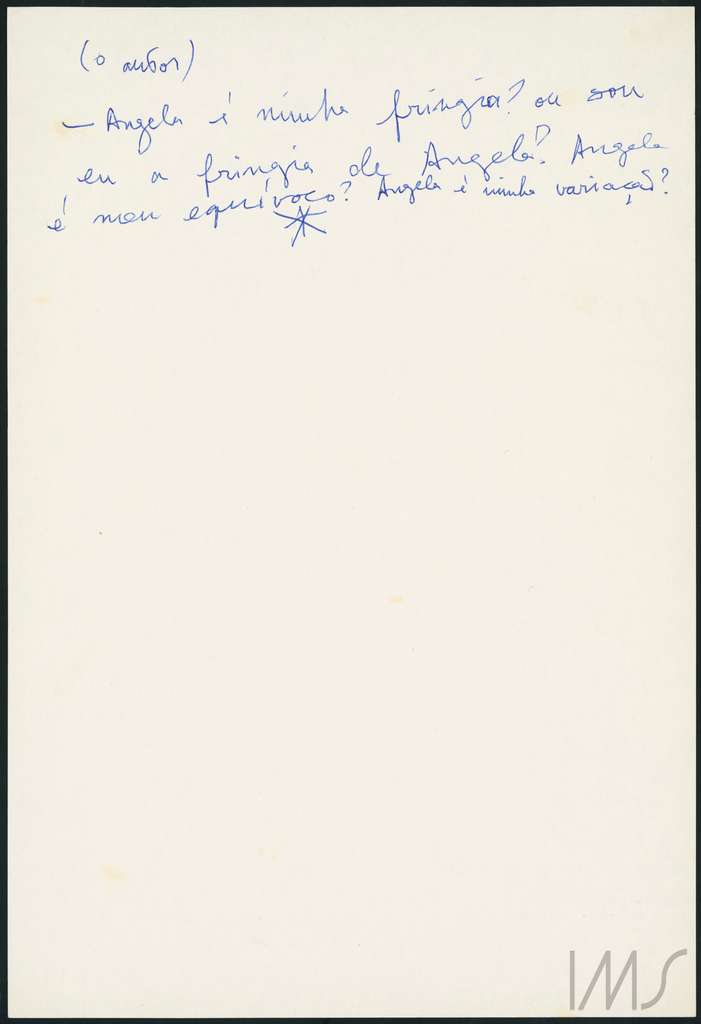 (o autor)
— Angela é minha fringia? ou sou
eu a fringia de Angela? Angela
é meu equívoco? Angela é minha variação?
IMS